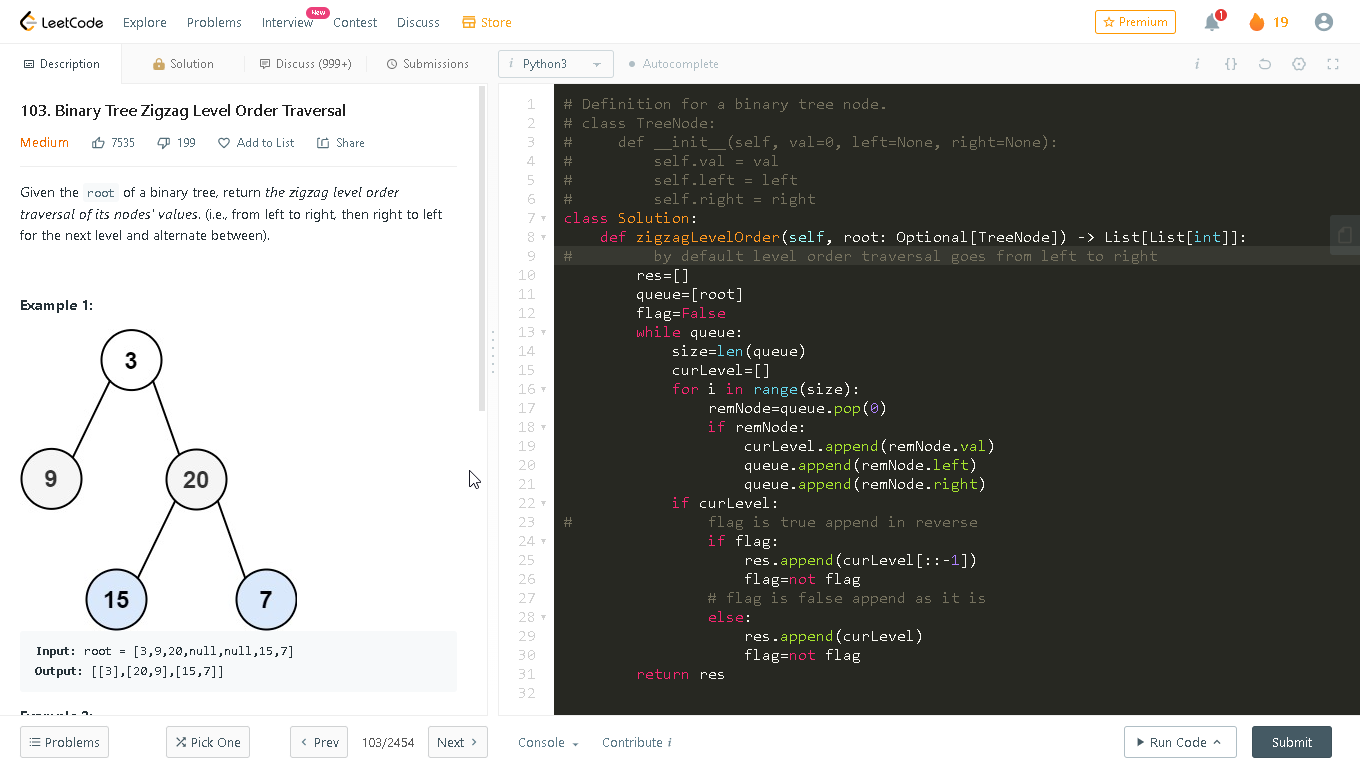 LeetCode Explore Problems Interview New Contest Discuss Store Premium 1 19
Description Solution Discuss (999+) Submissions i Python3 Autocomplete i {}
103. Binary Tree Zigzag Level Order Traversal
Medium 7535 199 Add to List Share
Given the root of a binary tree, return the zigzag level order
traversal of its nodes' values. (i.e., from left to right, then right to left
for the next level and alternate between).
Example 1:
3
9 20
15 7
Input: root = [3,9,20,null,null,15,7]
Output: [[3],[20,9],[15,7]]
1 # Definition for a binary tree node.
2 # class TreeNode:
3 #     def __init__(self, val=0, left=None, right=None):
4 #         self.val = val
5 #         self.left = left
6 #         self.right = right
7 class Solution:
8     def zigzagLevelOrder(self, root: Optional[TreeNode]) -> List[List[int]]:
9 #         by default level order traversal goes from left to right
10         res=[]
11         queue=[root]
12         flag=False
13         while queue:
14             size=len(queue)
15             curLevel=[]
16             for i in range(size):
17                 remNode=queue.pop(0)
18                 if remNode:
19                     curLevel.append(remNode.val)
20                     queue.append(remNode.left)
21                     queue.append(remNode.right)
22             if curLevel:
23 #               flag is true append in reverse
24                 if flag:
25                     res.append(curLevel[::-1])
26                     flag=not flag
27                 # flag is false append as it is
28                 else:
29                     res.append(curLevel)
30                     flag=not flag
31         return res
32
Problems Pick One Prev 103/2454 Next Console Contribute i Run Code Submit